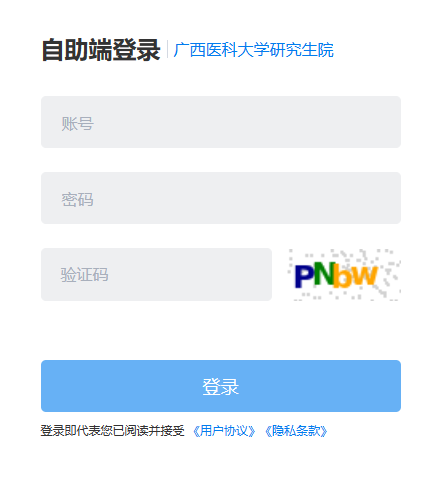 自助端登录 广西医科大学研究生院
账号
密码
验证码 PNbW
登录
登录即代表您已阅读并接受 《用户协议》《隐私条款》